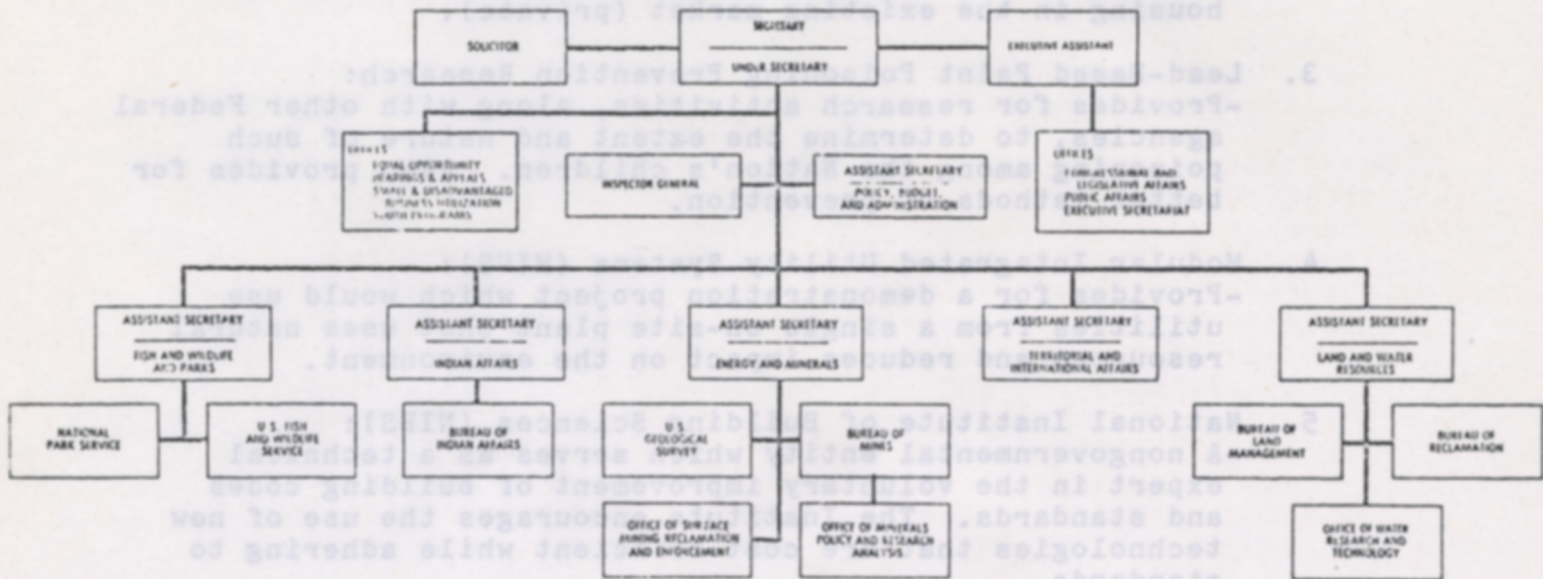 SOLICITOR
SECRETARY
UNDER SECRETARY
EXECUTIVE ASSISTANT
OFFICES
EQUAL OPPORTUNITY
HEARINGS & APPEALS
SMALL & DISADVANTAGED
BUSINESS UTILIZATION
INSPECTOR GENERAL
ASSISTANT SECRETARY
POLICY, BUDGET,
AND ADMINISTRATION
OFFICES
CONGRESSIONAL AND
LEGISLATIVE AFFAIRS
PUBLIC AFFAIRS
EXECUTIVE SECRETARIAT
ASSISTANT SECRETARY
FISH AND WILDLIFE
AND PARKS
ASSISTANT SECRETARY
INDIAN AFFAIRS
ASSISTANT SECRETARY
ENERGY AND MINERALS
ASSISTANT SECRETARY
TERRITORIAL AND
INTERNATIONAL AFFAIRS
ASSISTANT SECRETARY
LAND AND WATER
RESOURCES
NATIONAL
PARK SERVICE
U.S. FISH
AND WILDLIFE
SERVICE
BUREAU OF
INDIAN AFFAIRS
U.S.
GEOLOGICAL
SURVEY
BUREAU OF
MINES
BUREAU OF
LAND
MANAGEMENT
BUREAU OF
RECLAMATION
OFFICE OF SURFACE
MINING RECLAMATION
AND ENFORCEMENT
OFFICE OF MINERALS
POLICY AND RESEARCH
ANALYSIS
OFFICE OF WATER
RESEARCH AND
TECHNOLOGY
housing in the existing market (private).
3. Lead-Based Paint Poisoning Prevention Research:
-Provides for research activities, along with other Federal
agencies, to determine the extent and nature of such
poisoning among the Nation's children. provides for
methods prevention.
Modular Integrated Utility Systems (MIUS):
-Provides for a demonstration project which would use
utilities from a single on-site plant that uses natural
and reduces impact on the environment.
5. National Institute of Building Sciences (NIBS):
A nongovernmental entity which serves as a technical
expert in the voluntary improvement of building codes
and standards. The Institute encourages the use of new
technologies that are cost while adhering to
standards.